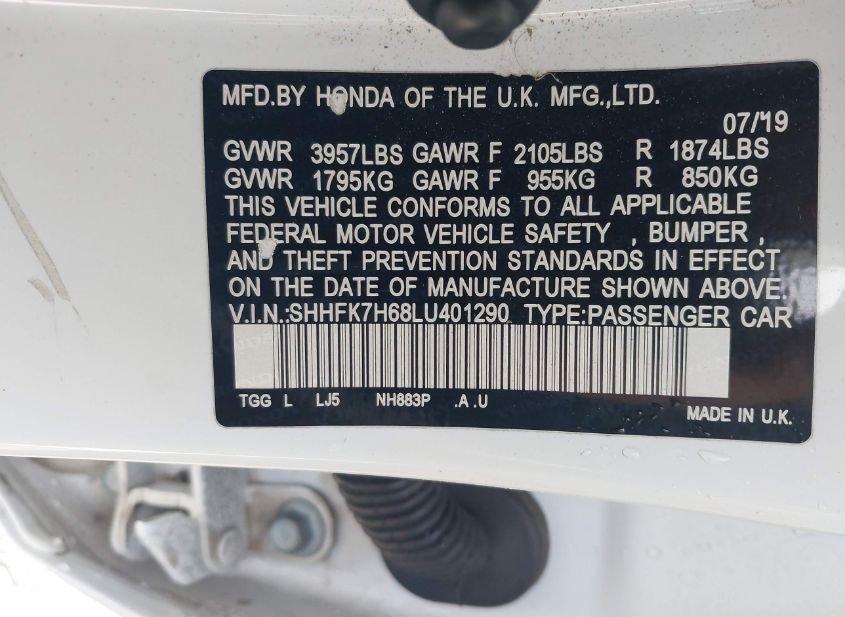 MFD.BY HONDA OF THE U.K. MFG.,LTD.
07/19
GVWR 3957LBS GAWR F 2105LBS R 1874LBS
GVWR 1795KG GAWR F 955KG R 850KG
THIS VEHICLE CONFORMS TO ALL APPLICABLE
FEDERAL MOTOR VEHICLE SAFETY , BUMPER ,
AND THEFT PREVENTION STANDARDS IN EFFECT
ON THE DATE OF MANUFACTURE SHOWN ABOVE.
V.I.N.:SHHFK7H68LU401290 TYPE:PASSENGER CAR
TGG L LJ5 NH883P .A .U
MADE IN U.K.